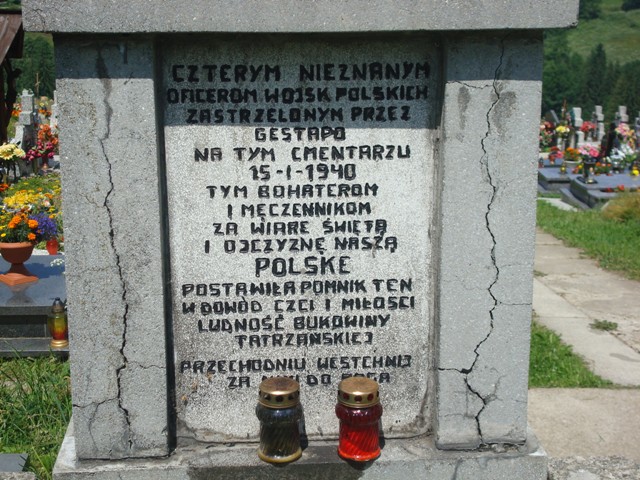 CZTERYM NIEZNANYM
OFICEROM WOJSK POLSKICH
ZASTRZELONYM PRZEZ
GESTAPO
NA TYM CMENTARZU
15-I-1940
TYM BOHATEROM
I MĘCZENNIKOM
ZA WIARĘ ŚWIĘTĄ
I OJCZYZNĘ NASZĄ
POLSKĘ
POSTAWIŁA POMNIK TEN
W DOWÓD CZCI I MIŁOŚCI
LUDNOŚĆ BUKOWINY
TATRZAŃSKIEJ
PRZECHODNIU WESTCHNIJ
ZA DO